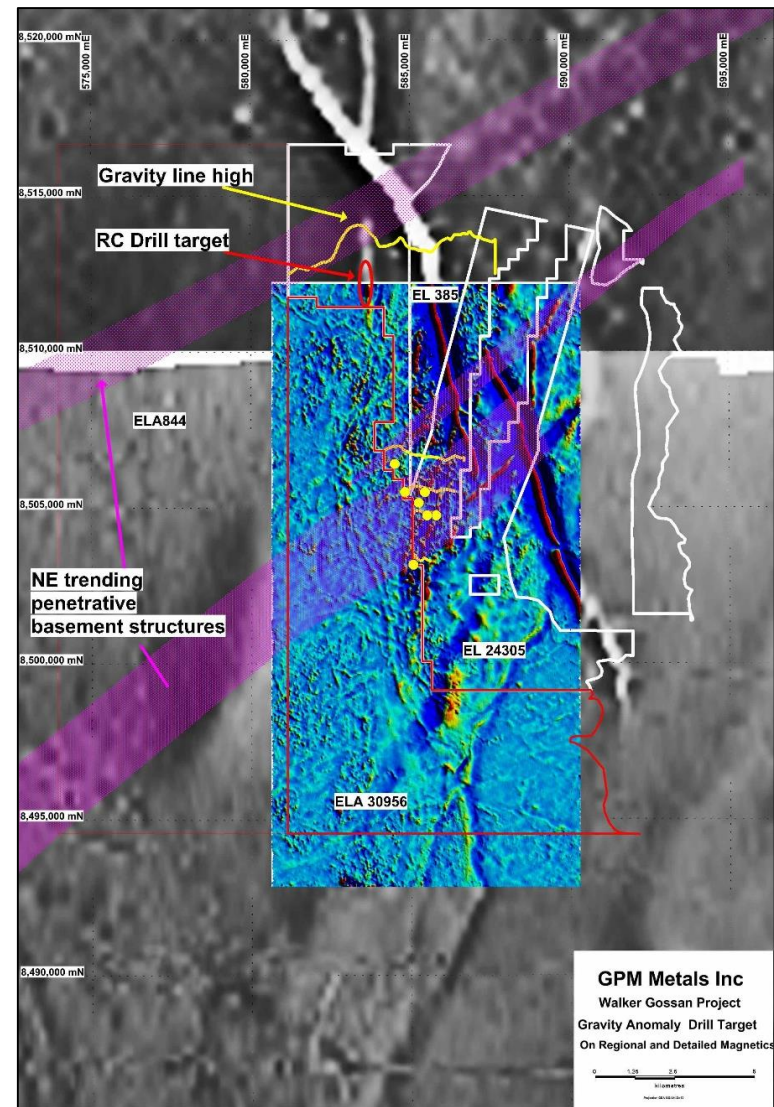 8,520,000 mN
575,000 mE
580,000 mE
585,000 mE
590,000 mE
595,000 mE
Gravity line high
8,515,000 mN
RC Drill target
EL 385
8,510,000 mN
ELA844
8,505,000 mN
NE trending
penetrative
basement structures
8,500,000 mN
EL 24305
ELA 30956
8,495,000 mN
8,490,000 mN
GPM Metals Inc
Walker Gossan Project
Gravity Anomaly Drill Target
On Regional and Detailed Magnetics
0 1.25 2.5 5
kilometres